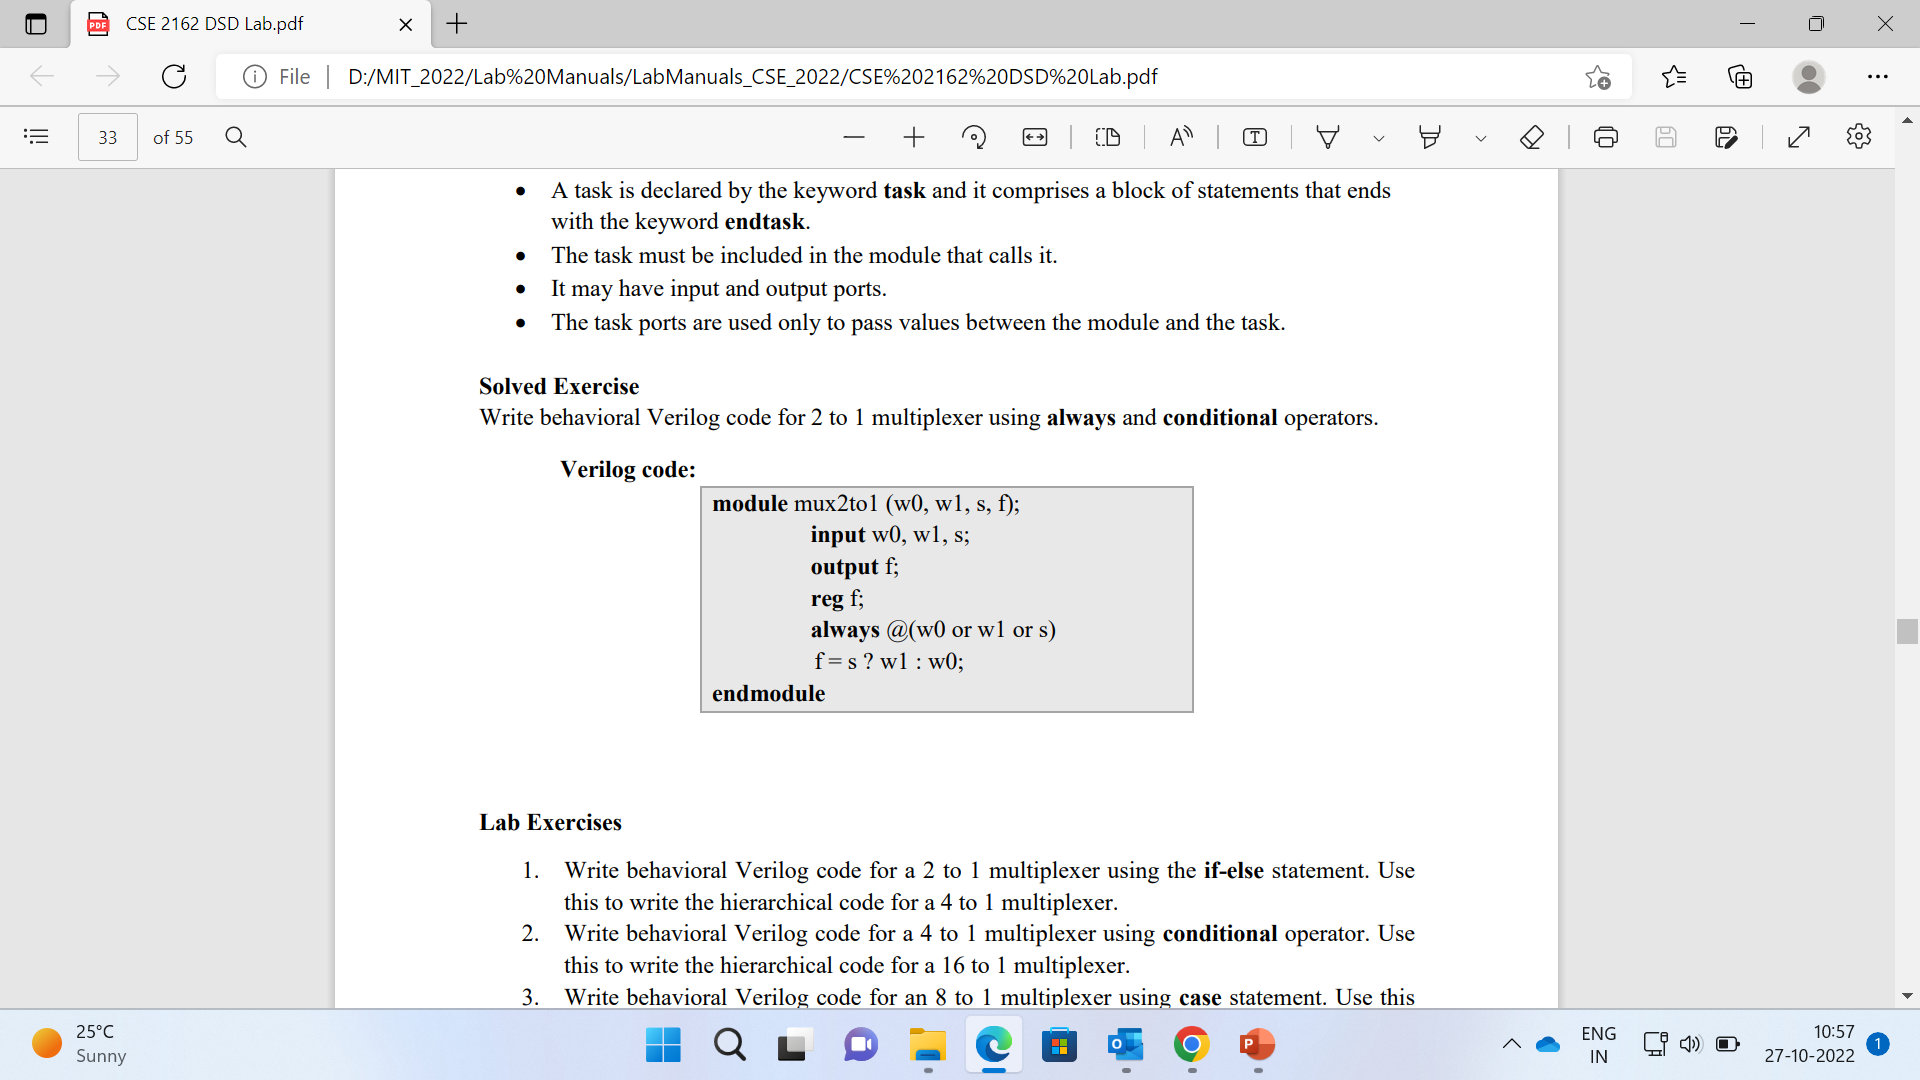 CSE 2162 DSD Lab.pdf
File D:/MIT_2022/Lab%20Manuals/LabManuals_CSE_2022/CSE%202162%20DSD%20Lab.pdf
33 of 55
• A task is declared by the keyword task and it comprises a block of statements that ends
with the keyword endtask.
• The task must be included in the module that calls it.
• It may have input and output ports.
• The task ports are used only to pass values between the module and the task.
Solved Exercise
Write behavioral Verilog code for 2 to 1 multiplexer using always and conditional operators.
Verilog code:
module mux2to1 (w0, w1, s, f);
input w0, w1, s;
output f;
reg f;
always @(w0 or w1 or s)
f = s ? w1 : w0;
endmodule
Lab Exercises
1. Write behavioral Verilog code for a 2 to 1 multiplexer using the if-else statement. Use
this to write the hierarchical code for a 4 to 1 multiplexer.
2. Write behavioral Verilog code for a 4 to 1 multiplexer using conditional operator. Use
this to write the hierarchical code for a 16 to 1 multiplexer.
3. Write behavioral Verilog code for an 8 to 1 multiplexer using case statement. Use this
25°C
Sunny
ENG
IN
10:57
27-10-2022
1